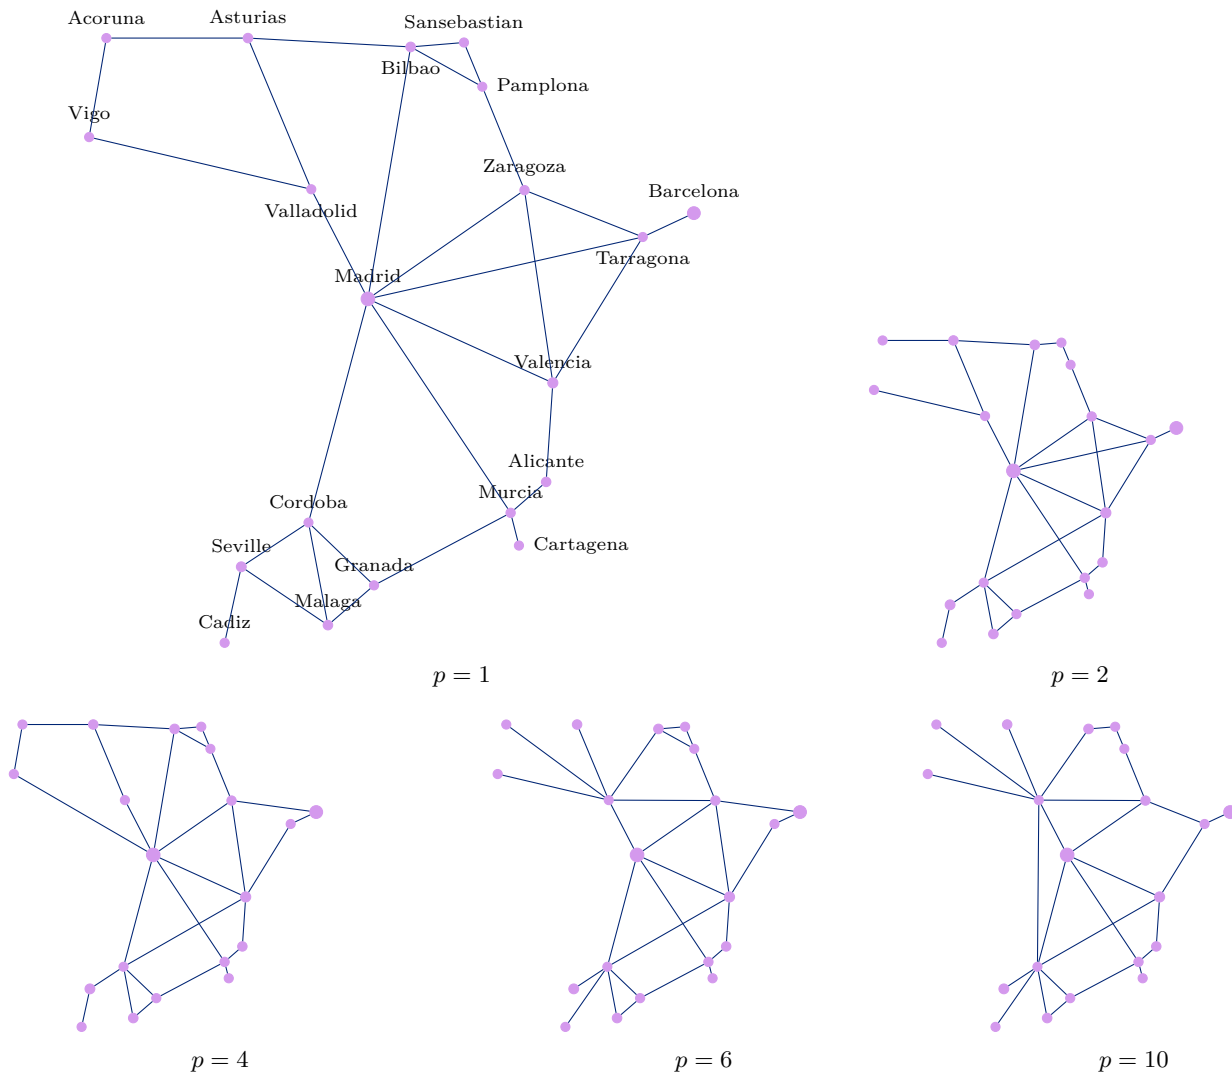 Acoruna
Asturias
Sansebastian
Bilbao
Pamplona
Vigo
Zaragoza
Barcelona
Valladolid
Tarragona
Madrid
Valencia
Alicante
Murcia
Cordoba
Cartagena
Seville
Granada
Malaga
Cadiz
p = 1
p = 2
p = 4
p = 6
p = 10